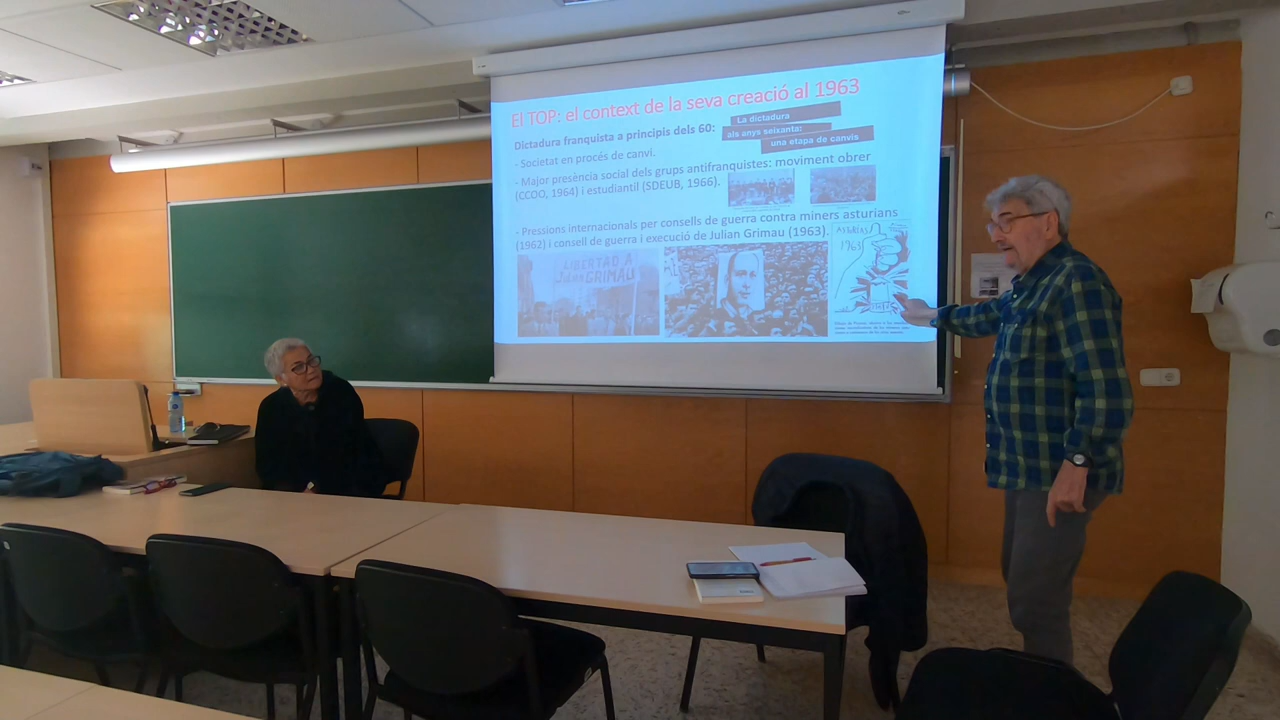 El TOP: el context de la seva creació al 1963
Dictadura franquista a principis dels 60:
La dictadura
als anys seixanta:
una etapa de canvis
- Societat en procés de canvi.
- Major presència social dels grups antifranquistes: moviment obrer
(CCOO, 1964) i estudiantil (SDEUB, 1966).
- Pressions internacionals per consells de guerra contra miners asturians
(1962) i consell de guerra i execució de Julian Grimau (1963).
LIBERTAD A
JULIAN GRIMAU
ASTURIAS
1963